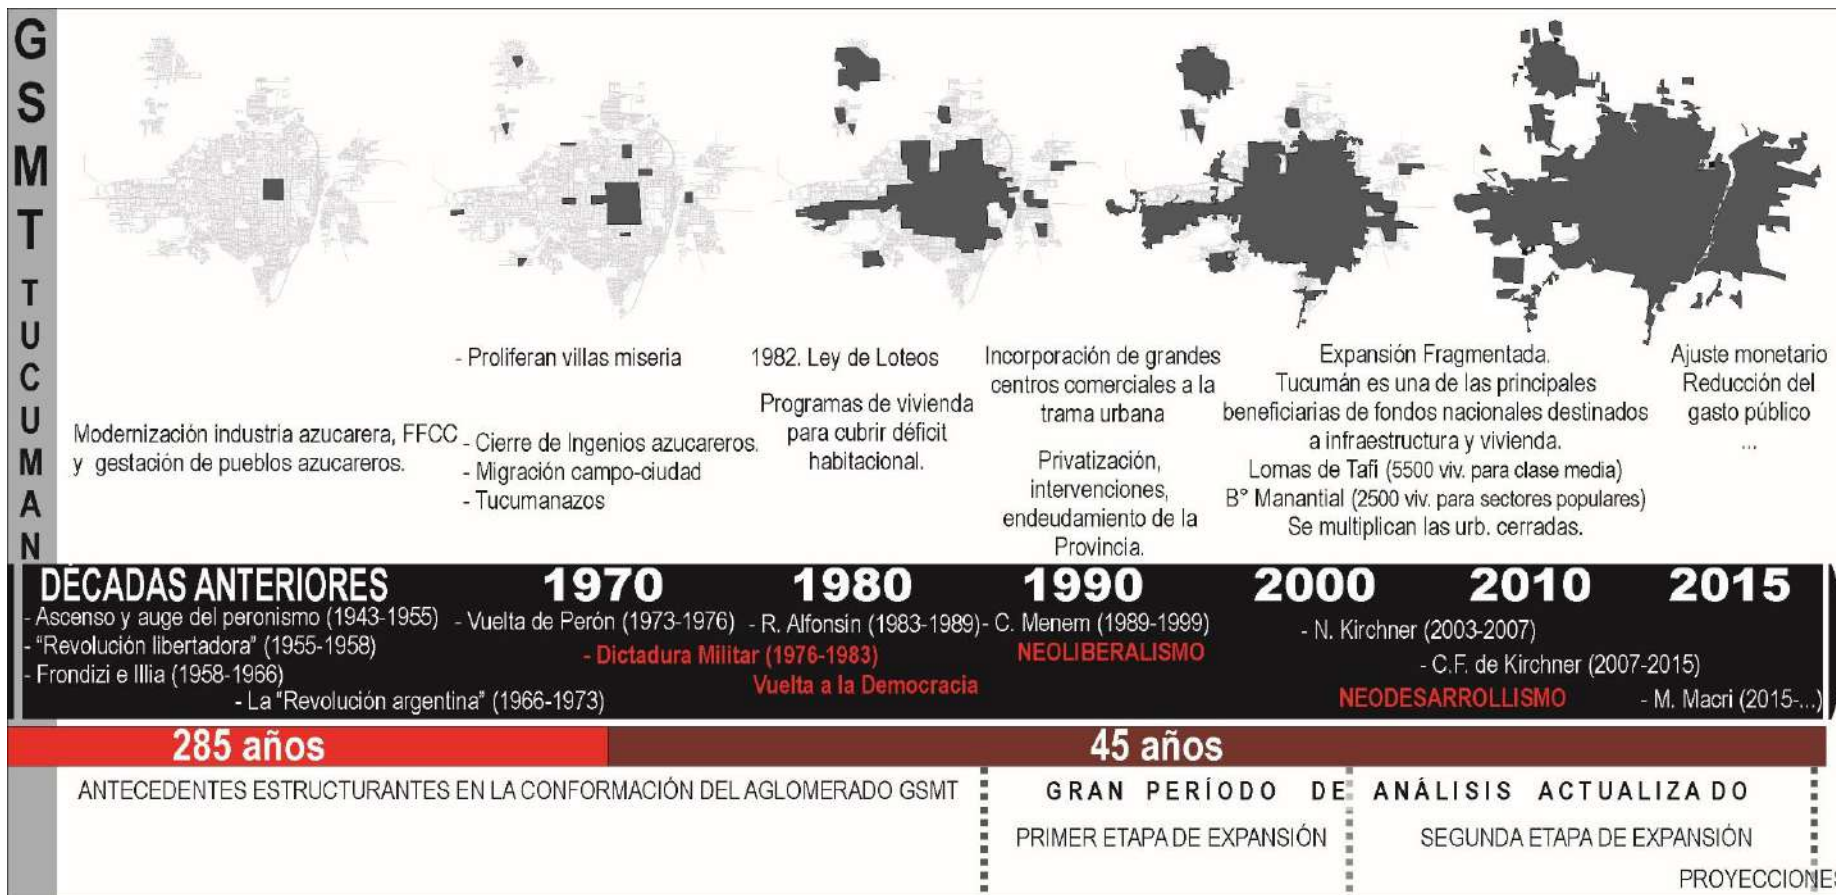 GSMT TUCUMAN
Modernización industria azucarera, FFCC
y gestación de pueblos azucareros.
- Proliferan villas miseria
- Cierre de Ingenios azucareros.
- Migración campo-ciudad
- Tucumanazos
1982. Ley de Loteos
Programas de vivienda
para cubrir déficit
habitacional.
Incorporación de grandes
centros comerciales a la
trama urbana
Privatización,
intervenciones,
endeudamiento de la
Provincia.
Expansión Fragmentada.
Tucumán es una de las principales
beneficiarias de fondos nacionales destinados
a infraestructura y vivienda.
Lomas de Tafí (5500 viv. para clase media)
B° Manantial (2500 viv. para sectores populares)
Se multiplican las urb. cerradas.
Ajuste monetario
Reducción del
gasto público
...
DÉCADAS ANTERIORES
- Ascenso y auge del peronismo (1943-1955)
- "Revolución libertadora" (1955-1958)
- Frondizi e Illia (1958-1966)
- La "Revolución argentina" (1966-1973)
1970
- Vuelta de Perón (1973-1976)
- Dictadura Militar (1976-1983)
1980
- R. Alfonsín (1983-1989)
Vuelta a la Democracia
1990
- C. Menem (1989-1999)
NEOLIBERALISMO
2000
- N. Kirchner (2003-2007)
2010
- C.F. de Kirchner (2007-2015)
NEODESARROLLISMO
2015
- M. Macri (2015-...)
285 años
45 años
ANTECEDENTES ESTRUCTURANTES EN LA CONFORMACIÓN DEL AGLOMERADO GSMT
GRAN PERÍODO DE ANÁLISIS ACTUALIZADO
PRIMER ETAPA DE EXPANSIÓN
SEGUNDA ETAPA DE EXPANSIÓN
PROYECCIONES